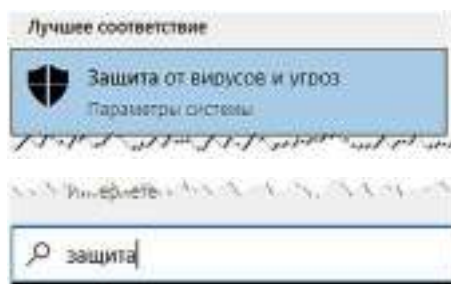 Лучшее соответствие
Защита от вирусов и угроз
Параметры системы
защита